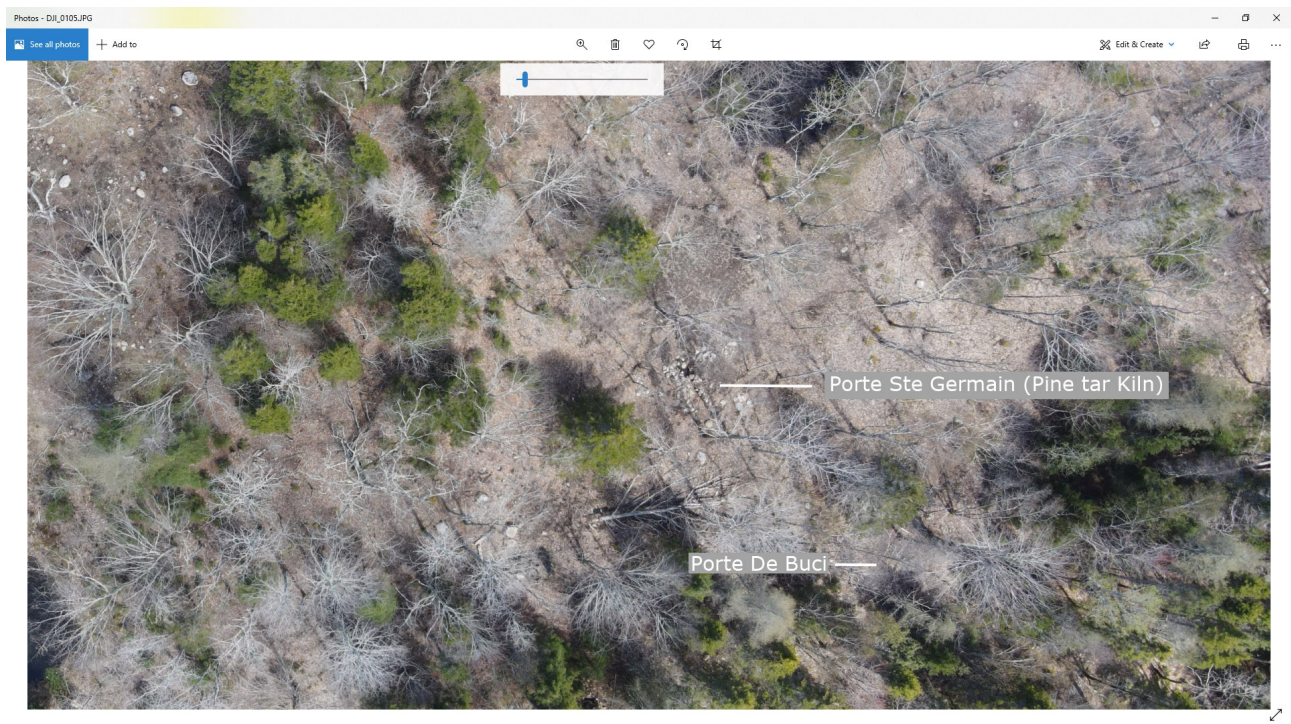 Photos - DJI_0105.JPG
See all photos
Add to
Edit & Create
Porte Ste Germain (Pine tar Kiln)
Porte De Buci